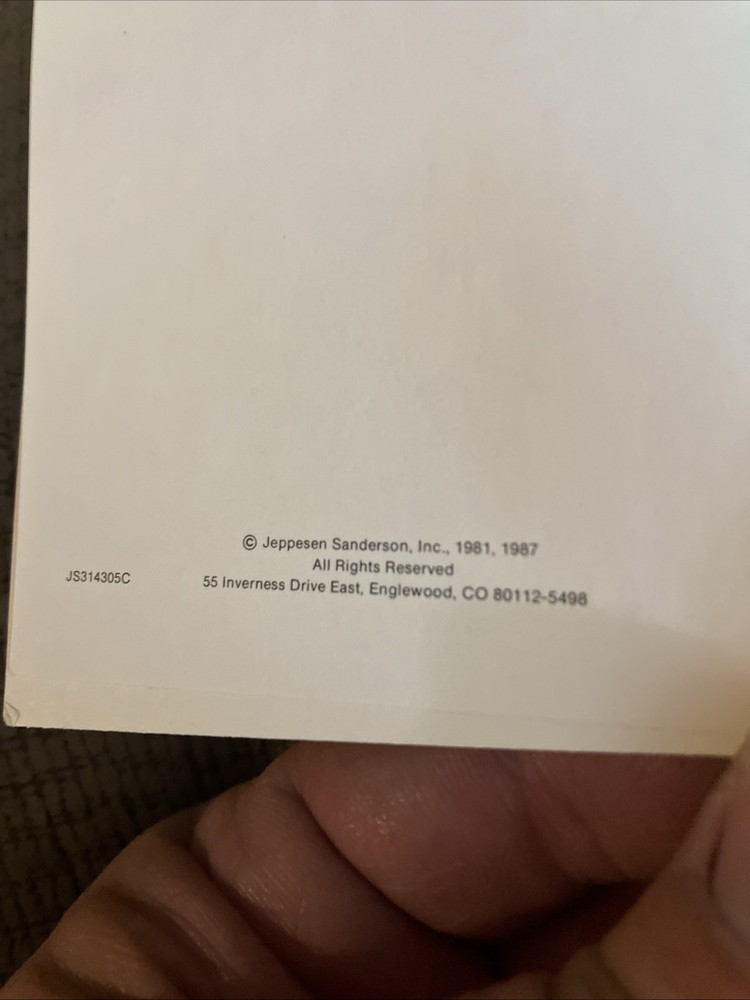 © Jeppesen Sanderson, Inc., 1981, 1987
All Rights Reserved
JS314305C
55 Inverness Drive East, Englewood, CO 80112-5498